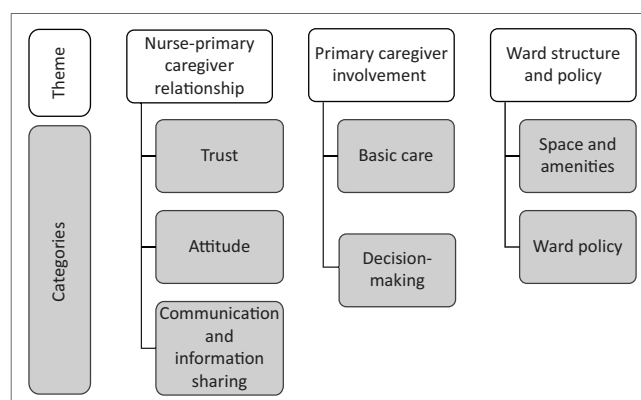 Theme
Nurse-primary
caregiver
relationship
Primary caregiver
involvement
Ward structure
and policy
Categories
Trust
Basic care
Space and
amenities
Attitude
Decision-
making
Ward policy
Communication
and
information
sharing